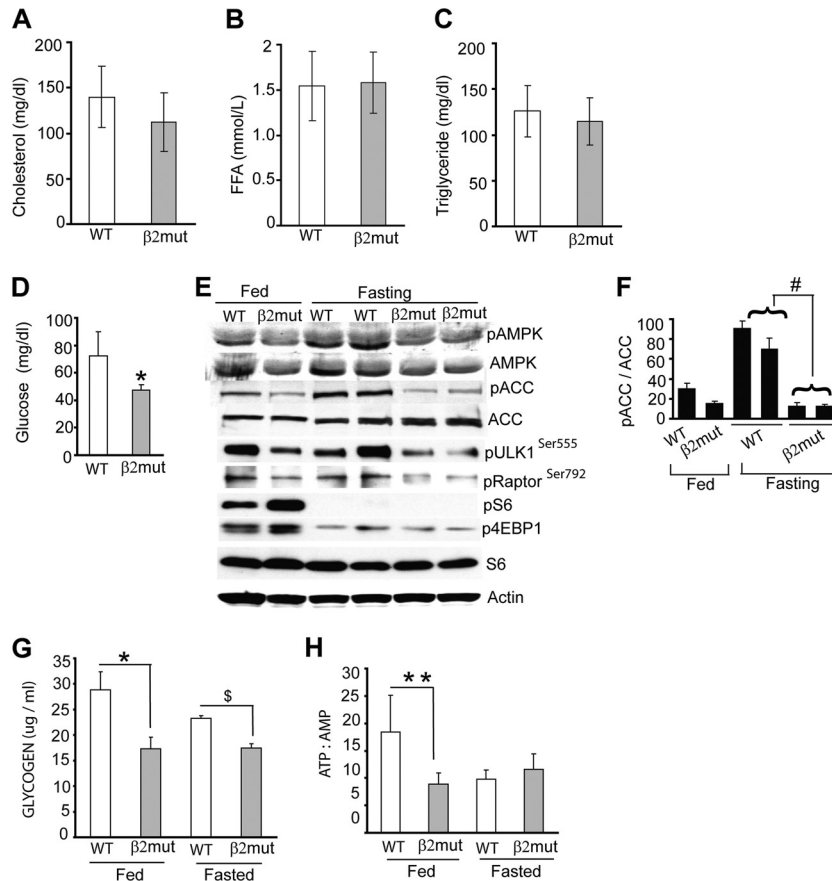 A
Cholesterol (mg/dl)
200
150
100
50
0
WT
β2mut
B
FFA (mmol/L)
2
1.5
1
0.5
0
WT
β2mut
C
Triglyceride (mg/dl)
200
150
100
50
0
WT
β2mut
D
Glucose (mg/dl)
100
80
60
40
20
0
*
WT
β2mut
E
Fed
Fasting
WT β2mut WT WT β2mut β2mut
pAMPK
AMPK
pACC
ACC
pULK1 Ser555
pRaptor Ser792
pS6
p4EBP1
S6
Actin
F
pACC / ACC
100
80
60
40
20
0
#
WT β2mut WT β2mut
Fed Fasting
G
GLYCOGEN (ug / ml)
35
30
25
20
15
10
5
0
*
$
WT β2mut WT β2mut
Fed Fasted
H
ATP : AMP
30
25
20
15
10
5
0
**
WT β2mut WT β2mut
Fed Fasted